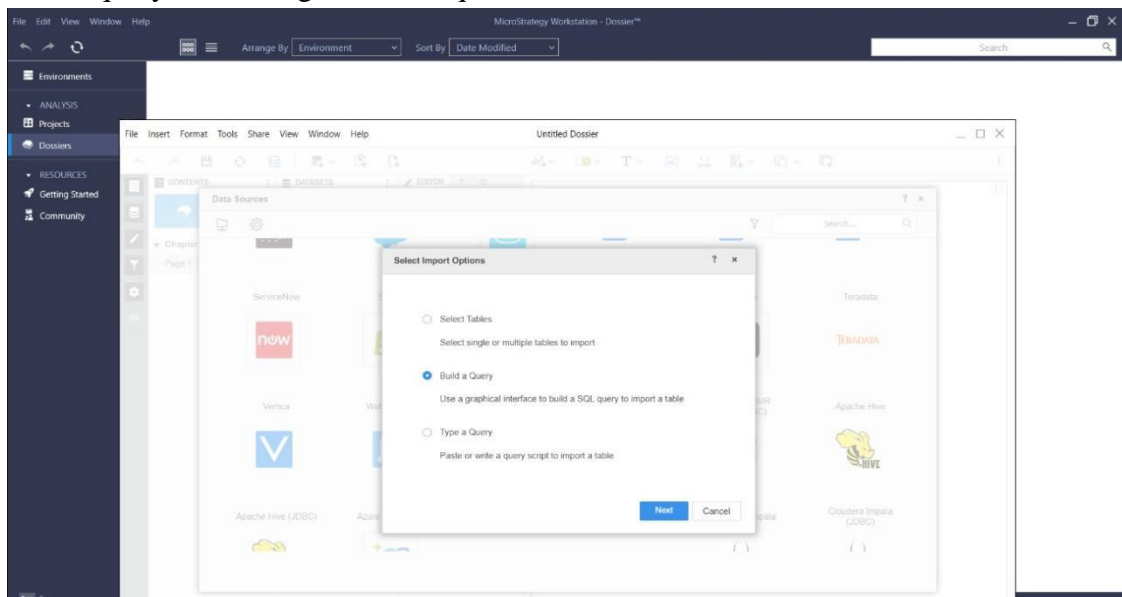 File Edit View Window Help
MicroStrategy Workstation - Dossier™
Arrange By Environment Sort By Date Modified
Search
Environments
ANALYSIS
Projects
Dossiers
RESOURCES
Getting Started
Community
File Insert Format Tools Share View Window Help
Untitled Dossier
CONTENTS
DATASETS
EDITOR
Data Sources
Search...
Chapter
Page 1
Select Import Options
Select Tables
Select single or multiple tables to import
Build a Query
Use a graphical interface to build a SQL query to import a table
Type a Query
Paste or write a query script to import a table
Next Cancel
ServiceNow
Teradata
now
TERADATA
Vertica
Apache Hive
HIVE
Apache Hive (JDBC)
Cloudera Impala
(JDBC)